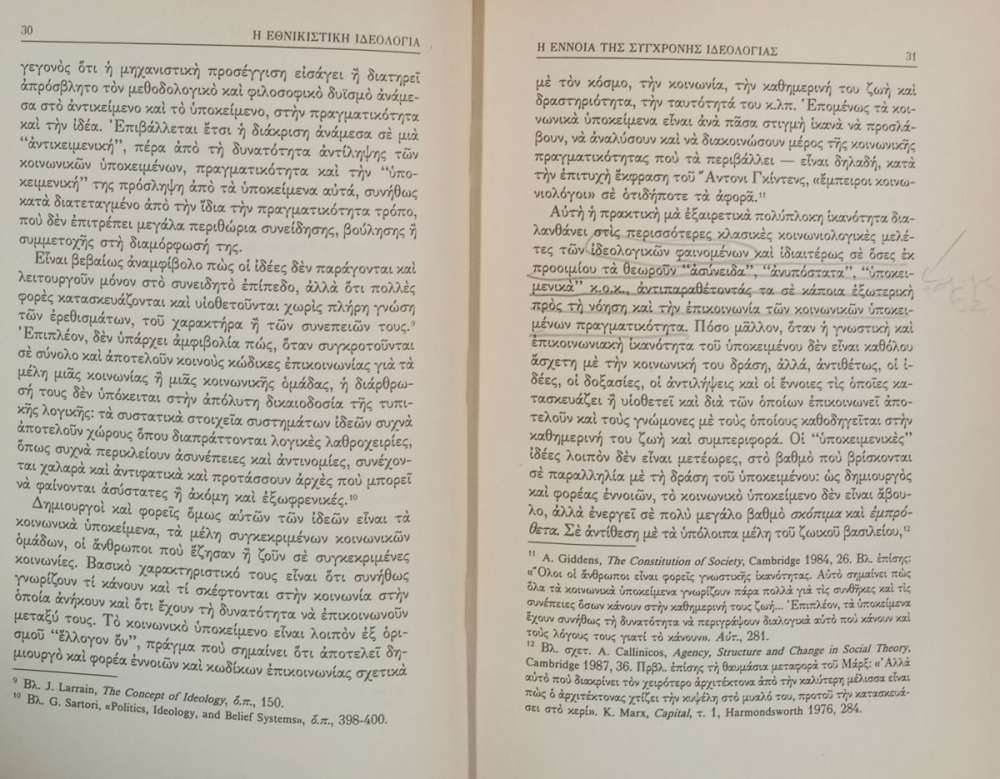 30
Η ΕΘΝΙΚΙΣΤΙΚΗ ΙΔΕΟΛΟΓΙΑ
γεγονὸς ὅτι ἡ μηχανιστικὴ προσέγγιση εἰσάγει ἢ διατηρεῖ
ἀπρόσβλητο τὸν μεθοδολογικὸ καὶ φιλοσοφικὸ δυϊσμὸ ἀνάμε-
σα στὸ ἀντικείμενο καὶ τὸ ὑποκείμενο, στὴν πραγματικότητα
καὶ τὴν ἰδέα. Ἐπιβάλλεται ἔτσι ἡ διάκριση ἀνάμεσα σὲ μιὰ
“ἀντικειμενική”, πέρα ἀπὸ τὴ δυνατότητα ἀντίληψης τῶν
κοινωνικῶν ὑποκειμένων, πραγματικότητα καὶ τὴν “ὑπο-
κειμενική” της πρόσληψη ἀπὸ τὰ ὑποκείμενα αὐτά, συνήθως
κατὰ διατεταγμένο ἀπὸ τὴν ἴδια τὴν πραγματικότητα τρόπο,
ποὺ δὲν ἐπιτρέπει μεγάλα περιθώρια συνείδησης, βούλησης ἢ
συμμετοχῆς στὴ διαμόρφωσή της.
Εἶναι βεβαίως ἀναμφίβολο πὼς οἱ ἰδέες δὲν παράγονται καὶ
λειτουργοῦν μόνον στὸ συνειδητὸ ἐπίπεδο, ἀλλὰ ὅτι πολλὲς
φορὲς κατασκευάζονται καὶ υἱοθετοῦνται χωρὶς πλήρη γνώση
τῶν ἐρεθισμάτων, τοῦ χαρακτήρα ἢ τῶν συνεπειῶν τους.⁹
Ἐπιπλέον, δὲν ὑπάρχει ἀμφιβολία πώς, ὅταν συγκροτοῦνται
σὲ σύνολο καὶ ἀποτελοῦν κοινοὺς κώδικες ἐπικοινωνίας γιὰ τὰ
μέλη μιᾶς κοινωνίας ἢ μιᾶς κοινωνικῆς ὁμάδας, ἡ διάρθρω-
σή τους δὲν ὑπόκειται στὴν ἀπόλυτη δικαιοδοσία τῆς τυπι-
κῆς λογικῆς: τὰ συστατικὰ στοιχεῖα συστημάτων ἰδεῶν συχνὰ
ἀποτελοῦν χώρους ὅπου διαπράττονται λογικὲς λαθροχειρίες,
ὅπως συχνὰ περικλείουν ἀσυνέπειες καὶ ἀντινομίες, συνέχον-
ται χαλαρὰ καὶ ἀντιφατικὰ καὶ προτάσσουν ἀρχὲς ποὺ μπορεῖ
νὰ φαίνονται ἀσύστατες ἢ ἀκόμη καὶ ἐξωφρενικές.¹⁰
Δημιουργοὶ καὶ φορεῖς ὅμως αὐτῶν τῶν ἰδεῶν εἶναι τὰ
κοινωνικὰ ὑποκείμενα, τὰ μέλη συγκεκριμένων κοινωνικῶν
ὁμάδων, οἱ ἄνθρωποι ποὺ ἔζησαν ἢ ζοῦν σὲ συγκεκριμένες
κοινωνίες. Βασικὸ χαρακτηριστικό τους εἶναι ὅτι συνήθως
γνωρίζουν τί κάνουν καὶ τί σκέφτονται στὴν κοινωνία στὴν
ὁποία ἀνήκουν καὶ ὅτι ἔχουν τὴ δυνατότητα νὰ ἐπικοινωνοῦν
μεταξύ τους. Τὸ κοινωνικὸ ὑποκείμενο εἶναι λοιπὸν ἐξ ὁρι-
σμοῦ “ἔλλογον ὄν”, πράγμα ποὺ σημαίνει ὅτι ἀποτελεῖ δη-
μιουργὸ καὶ φορέα ἐννοιῶν καὶ κωδίκων ἐπικοινωνίας σχετικὰ
⁹ Βλ. J. Larrain, The Concept of Ideology, ὅ.π., 150.
¹⁰ Βλ. G. Sartori, «Politics, Ideology, and Belief Systems», ὅ.π., 398-400.
Η ΕΝΝΟΙΑ ΤΗΣ ΣΥΓΧΡΟΝΗΣ ΙΔΕΟΛΟΓΙΑΣ
31
μὲ τὸν κόσμο, τὴν κοινωνία, τὴν καθημερινή του ζωὴ καὶ
δραστηριότητα, τὴν ταυτότητά του κ.λπ. Ἑπομένως τὰ κοι-
νωνικὰ ὑποκείμενα εἶναι ἀνὰ πᾶσα στιγμὴ ἱκανὰ νὰ προσλά-
βουν, νὰ ἀναλύσουν καὶ νὰ διακοινώσουν μέρος τῆς κοινωνικῆς
πραγματικότητας ποὺ τὰ περιβάλλει — εἶναι δηλαδή, κατὰ
τὴν ἐπιτυχὴ ἔκφραση τοῦ Ἄντονι Γκίντενς, «ἔμπειροι κοινω-
νιολόγοι» σὲ ὁτιδήποτε τὰ ἀφορᾶ.¹¹
Αὐτὴ ἡ πρακτικὴ μὰ ἐξαιρετικὰ πολύπλοκη ἱκανότητα δια-
λανθάνει στὶς περισσότερες κλασικὲς κοινωνιολογικὲς μελέ-
τες τῶν ἰδεολογικῶν φαινομένων καὶ ἰδιαιτέρως σὲ ὅσες ἐκ
προοιμίου τὰ θεωροῦν “ἀσύνειδα”, “ἀνυπόστατα”, “ὑποκει-
μενικὰ” κ.ο.κ., ἀντιπαραθέτοντάς τα σὲ κάποια ἐξωτερικὴ
πρὸς τὴ νόηση καὶ τὴν ἐπικοινωνία τῶν κοινωνικῶν ὑποκει-
μένων πραγματικότητα. Πόσο μᾶλλον, ὅταν ἡ γνωστικὴ καὶ
ἐπικοινωνιακὴ ἱκανότητα τοῦ ὑποκειμένου δὲν εἶναι καθόλου
ἄσχετη μὲ τὴν κοινωνική του δράση, ἀλλά, ἀντιθέτως, οἱ ἰ-
δέες, οἱ δοξασίες, οἱ ἀντιλήψεις καὶ οἱ ἔννοιες τὶς ὁποῖες κα-
τασκευάζει ἢ υἱοθετεῖ καὶ διὰ τῶν ὁποίων ἐπικοινωνεῖ ἀπο-
τελοῦν καὶ τοὺς γνώμονες μὲ τοὺς ὁποίους καθοδηγεῖται στὴν
καθημερινή του ζωὴ καὶ συμπεριφορά. Οἱ “ὑποκειμενικὲς”
ἰδέες λοιπὸν δὲν εἶναι μετέωρες, στὸ βαθμὸ ποὺ βρίσκονται
σὲ παραλληλία μὲ τὴ δράση τοῦ ὑποκειμένου: ὡς δημιουργὸς
καὶ φορέας ἐννοιῶν, τὸ κοινωνικὸ ὑποκείμενο δὲν εἶναι ἄβου-
λο, ἀλλὰ ἐνεργεῖ σὲ πολὺ μεγάλο βαθμὸ σκόπιμα καὶ ἐμπρό-
θετα. Σὲ ἀντίθεση μὲ τὰ ὑπόλοιπα μέλη τοῦ ζωικοῦ βασιλείου,¹²
¹¹ A. Giddens, The Constitution of Society, Cambridge 1984, 26. Βλ. ἐπίσης:
«Ὅλοι οἱ ἄνθρωποι εἶναι φορεῖς γνωστικῆς ἱκανότητας. Αὐτὸ σημαίνει πὼς
ὅλα τὰ κοινωνικὰ ὑποκείμενα γνωρίζουν πάρα πολλὰ γιὰ τὶς συνθῆκες καὶ τὶς
συνέπειες ὅσων κάνουν στὴν καθημερινή τους ζωή... Ἐπιπλέον, τὰ ὑποκείμενα
ἔχουν συνήθως τὴ δυνατότητα νὰ περιγράψουν διαλογικὰ αὐτὸ ποὺ κάνουν καὶ
τοὺς λόγους τους γιατί τὸ κάνουν». Αὐτ., 281.
¹² Βλ. σχετ. A. Callinicos, Agency, Structure and Change in Social Theory,
Cambridge 1987, 36. Πρβλ. ἐπίσης τὴ θαυμάσια μεταφορὰ τοῦ Μάρξ: «Ἀλλὰ
αὐτὸ ποὺ διακρίνει τὸν χειρότερο ἀρχιτέκτονα ἀπὸ τὴν καλύτερη μέλισσα εἶναι
πὼς ὁ ἀρχιτέκτονας χτίζει τὴν κυψέλη στὸ μυαλό του, προτοῦ τὴν κατασκευά-
σει στὸ κερί». K. Marx, Capital, τ. 1, Harmondsworth 1976, 284.